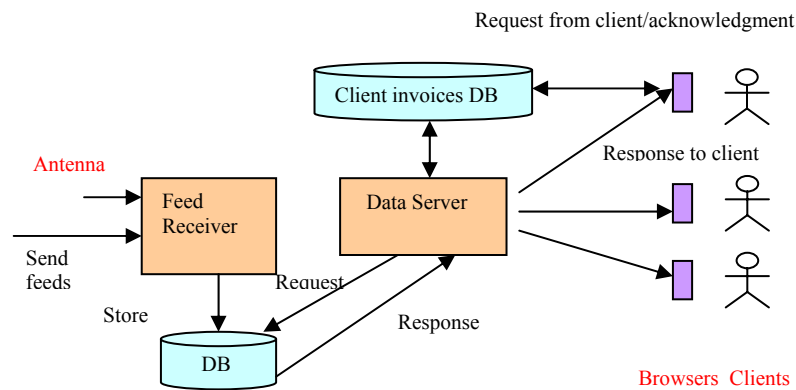 Request from client/acknowledgment
Client invoices DB
Response to client
Antenna
Feed
Receiver
Data Server
Send
feeds
Request
Store
Response
DB
Browsers Clients